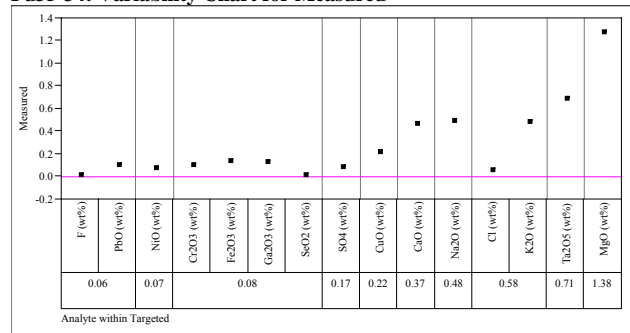 1.4
1.2
1.0
0.8
0.6
0.4
0.2
0.0
-0.2
Measured
F (wt%)
PbO (wt%)
NiO (wt%)
Cr2O3 (wt%)
Fe2O3 (wt%)
Ga2O3 (wt%)
SeO2 (wt%)
SO4 (wt%)
CuO (wt%)
CaO (wt%)
Na2O (wt%)
Cl (wt%)
K2O (wt%)
Ta2O5 (wt%)
MgO (wt%)
0.06 0.07 0.08 0.17 0.22 0.37 0.48 0.58 0.71 1.38
Analyte within Targeted